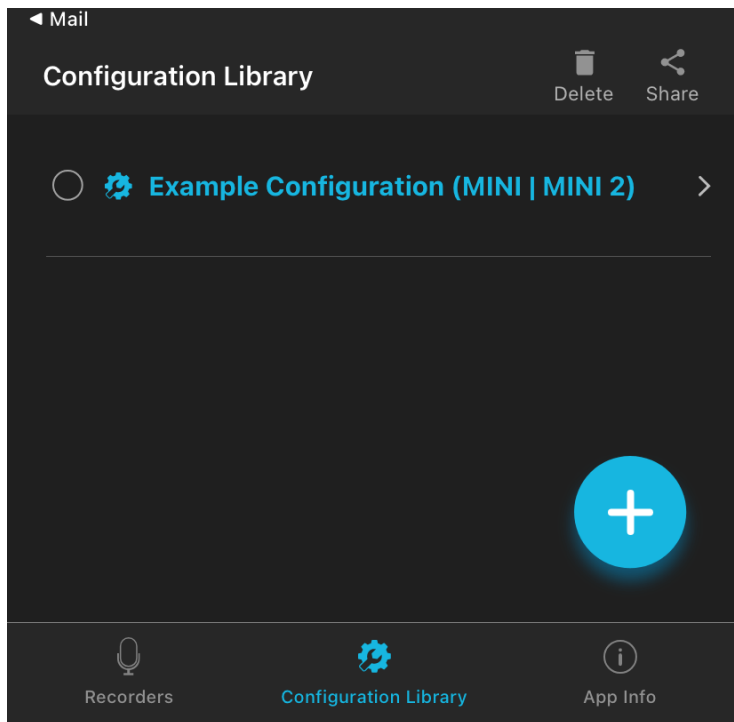 ◀ Mail
Configuration Library
Delete Share
Example Configuration (MINI | MINI 2)
Recorders Configuration Library App Info